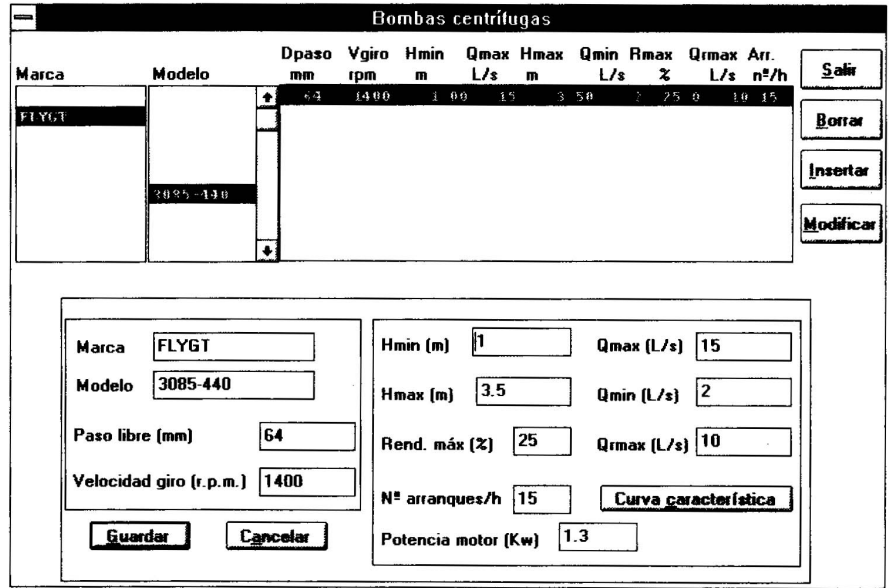 Bombas centrífugas
Dpaso Vgiro Hmin Qmax Hmax Qmin Rmax Qrmax Arr.
Marca Modelo mm rpm m L/s m L/s % L/s nº/h
64 1400 1 00 15 3 50 2 25 0 10 15
FLYGT
3085-440
Salir
Borrar
Insertar
Modificar
Marca FLYGT
Modelo 3085-440
Paso libre (mm) 64
Velocidad giro (r.p.m.) 1400
Guardar Cancelar
Hmin (m) 1 Qmax (L/s) 15
Hmax (m) 3.5 Qmin (L/s) 2
Rend. máx (%) 25 Qrmax (L/s) 10
Nº arranques/h 15 Curva característica
Potencia motor (Kw) 1.3